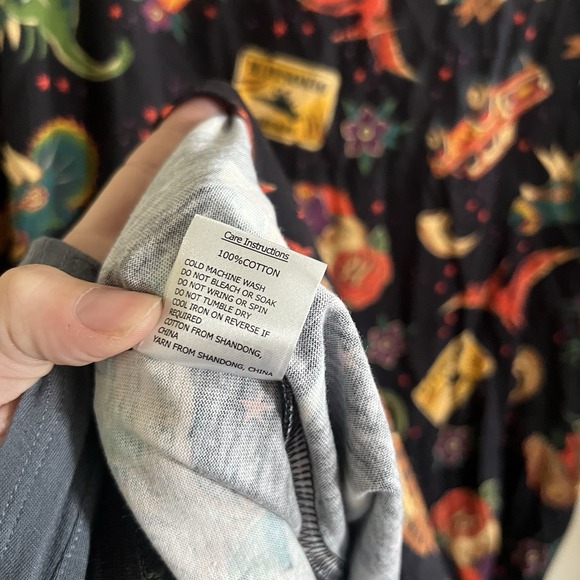 Care Instructions
100%COTTON
COLD MACHINE WASH
DO NOT BLEACH OR SOAK
DO NOT WRING OR SPIN
DO NOT TUMBLE DRY
COOL IRON ON REVERSE IF
REQUIRED
COTTON FROM SHANDONG,
CHINA
YARN FROM SHANDONG, CHINA